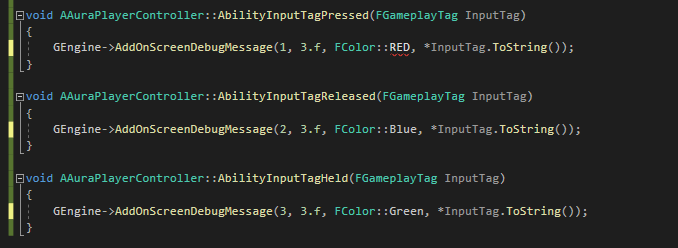 void AAuraPlayerController::AbilityInputTagPressed(FGameplayTag InputTag)
{
GEngine->AddOnScreenDebugMessage(1, 3.f, FColor::RED, *InputTag.ToString());
}
void AAuraPlayerController::AbilityInputTagReleased(FGameplayTag InputTag)
{
GEngine->AddOnScreenDebugMessage(2, 3.f, FColor::Blue, *InputTag.ToString());
}
void AAuraPlayerController::AbilityInputTagHeld(FGameplayTag InputTag)
{
GEngine->AddOnScreenDebugMessage(3, 3.f, FColor::Green, *InputTag.ToString());
}